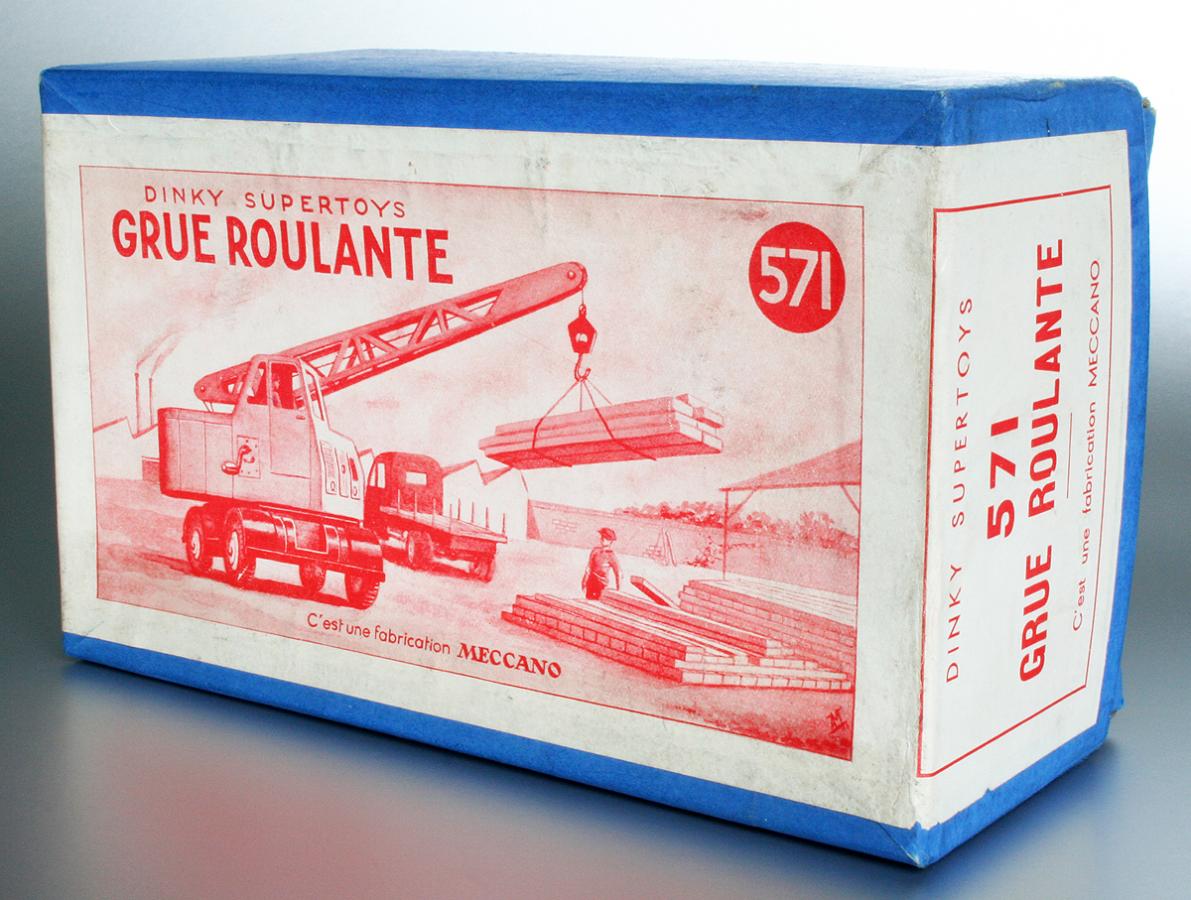 DINKY SUPERTOYS
GRUE ROULANTE
571
C'est une fabrication MECCANO
DINKY SUPERTOYS
571
GRUE ROULANTE
C'est une fabrication MECCANO